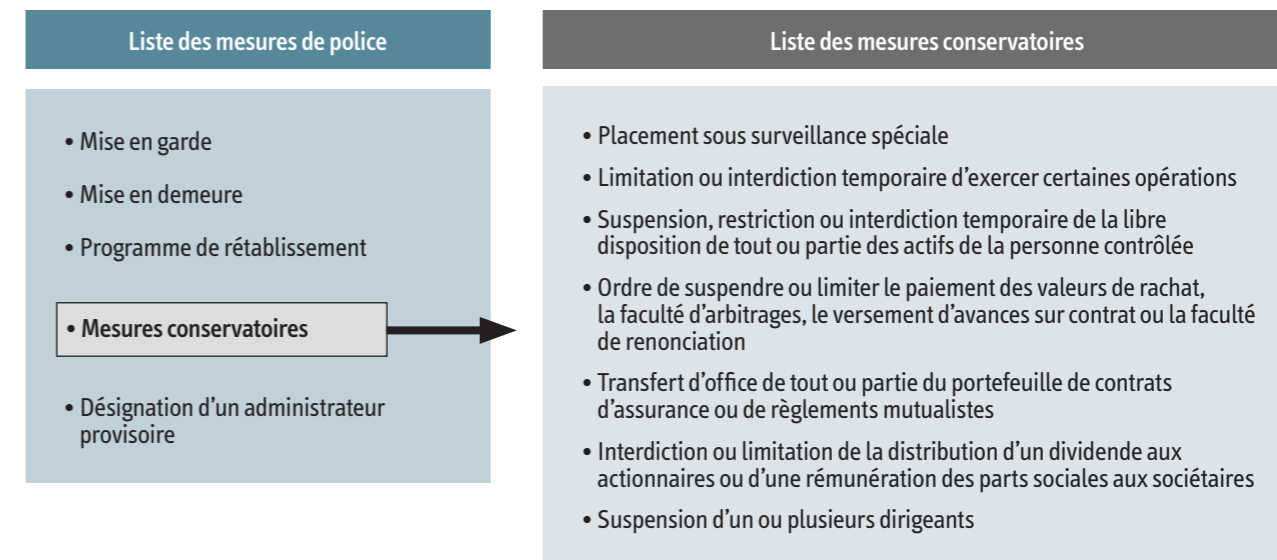 Liste des mesures de police
• Mise en garde
• Mise en demeure
• Programme de rétablissement
• Mesures conservatoires
• Désignation d’un administrateur
provisoire
Liste des mesures conservatoires
• Placement sous surveillance spéciale
• Limitation ou interdiction temporaire d’exercer certaines opérations
• Suspension, restriction ou interdiction temporaire de la libre
disposition de tout ou partie des actifs de la personne contrôlée
• Ordre de suspendre ou limiter le paiement des valeurs de rachat,
la faculté d’arbitrages, le versement d’avances sur contrat ou la faculté
de renonciation
• Transfert d’office de tout ou partie du portefeuille de contrats
d’assurance ou de règlements mutualistes
• Interdiction ou limitation de la distribution d’un dividende aux
actionnaires ou d’une rémunération des parts sociales aux sociétaires
• Suspension d’un ou plusieurs dirigeants